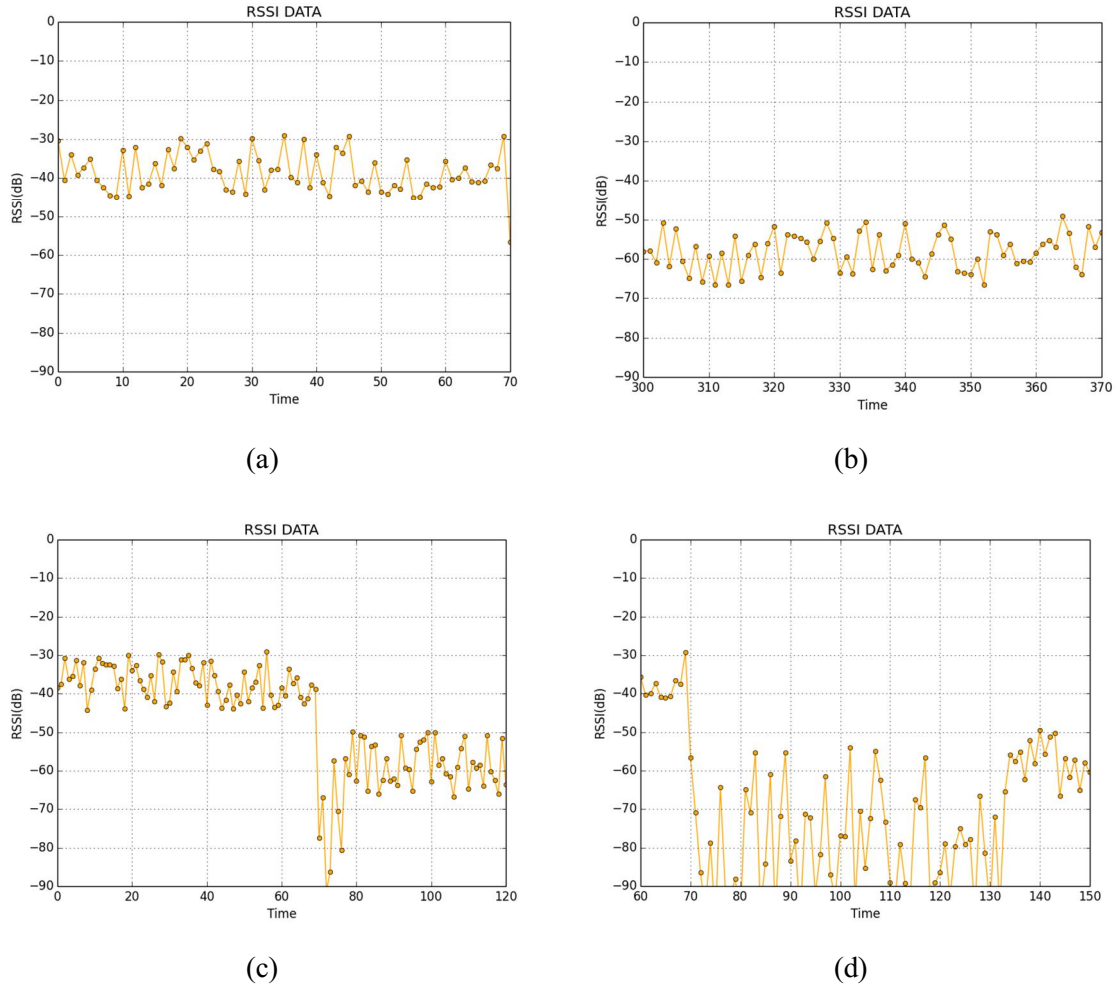 RSSI DATA
0
−10
−20
−30
−40
−50
−60
−70
−80
−90
RSSI(dB)
0 10 20 30 40 50 60 70
Time
(a)
RSSI DATA
0
−10
−20
−30
−40
−50
−60
−70
−80
−90
RSSI(dB)
300 310 320 330 340 350 360 370
Time
(b)
RSSI DATA
0
−10
−20
−30
−40
−50
−60
−70
−80
−90
RSSI(dB)
0 20 40 60 80 100 120
Time
(c)
RSSI DATA
0
−10
−20
−30
−40
−50
−60
−70
−80
−90
RSSI(dB)
60 70 80 90 100 110 120 130 140 150
Time
(d)